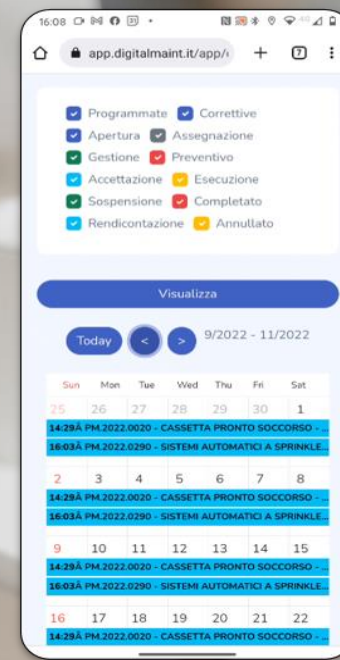 16:08
app.digitalmaint.it/app/
7
Programmate Correttive
Apertura Assegnazione
Gestione Preventivo
Accettazione Esecuzione
Sospensione Completato
Rendicontazione Annullato
Visualizza
Today < > 9/2022 - 11/2022
Sun Mon Tue Wed Thu Fri Sat
25 26 27 28 29 30 1
14:29Â PM.2022.0020 - CASSETTA PRONTO SOCCORSO - ...
16:03Â PM.2022.0290 - SISTEMI AUTOMATICI A SPRINKLE...
2 3 4 5 6 7 8
14:29Â PM.2022.0020 - CASSETTA PRONTO SOCCORSO - ...
16:03Â PM.2022.0290 - SISTEMI AUTOMATICI A SPRINKLE...
9 10 11 12 13 14 15
14:29Â PM.2022.0020 - CASSETTA PRONTO SOCCORSO - ...
16:03Â PM.2022.0290 - SISTEMI AUTOMATICI A SPRINKLE...
16 17 18 19 20 21 22
14:29Â PM.2022.0020 - CASSETTA PRONTO SOCCORSO - ...